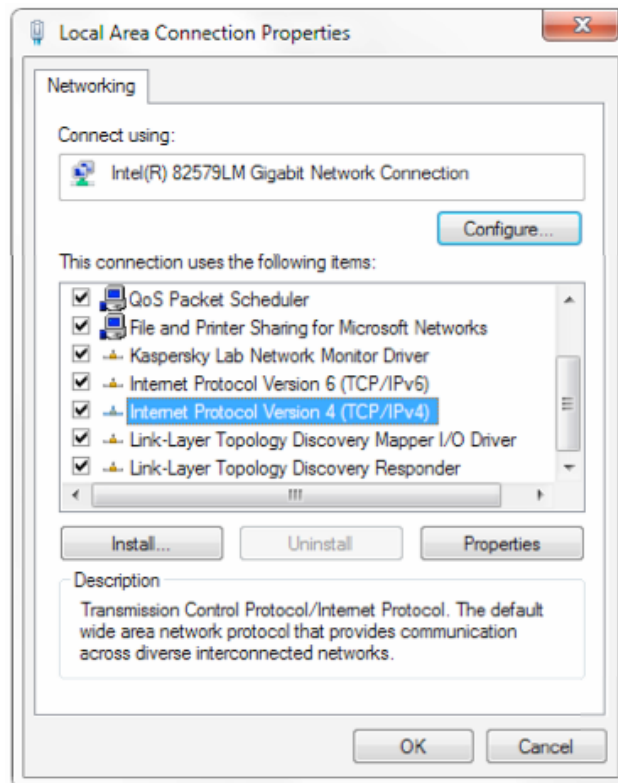 Local Area Connection Properties
Networking
Connect using:
Intel(R) 82579LM Gigabit Network Connection
Configure...
This connection uses the following items:
QoS Packet Scheduler
File and Printer Sharing for Microsoft Networks
Kaspersky Lab Network Monitor Driver
Internet Protocol Version 6 (TCP/IPv6)
Internet Protocol Version 4 (TCP/IPv4)
Link-Layer Topology Discovery Mapper I/O Driver
Link-Layer Topology Discovery Responder
Install... Uninstall Properties
Description
Transmission Control Protocol/Internet Protocol. The default
wide area network protocol that provides communication
across diverse interconnected networks.
OK Cancel